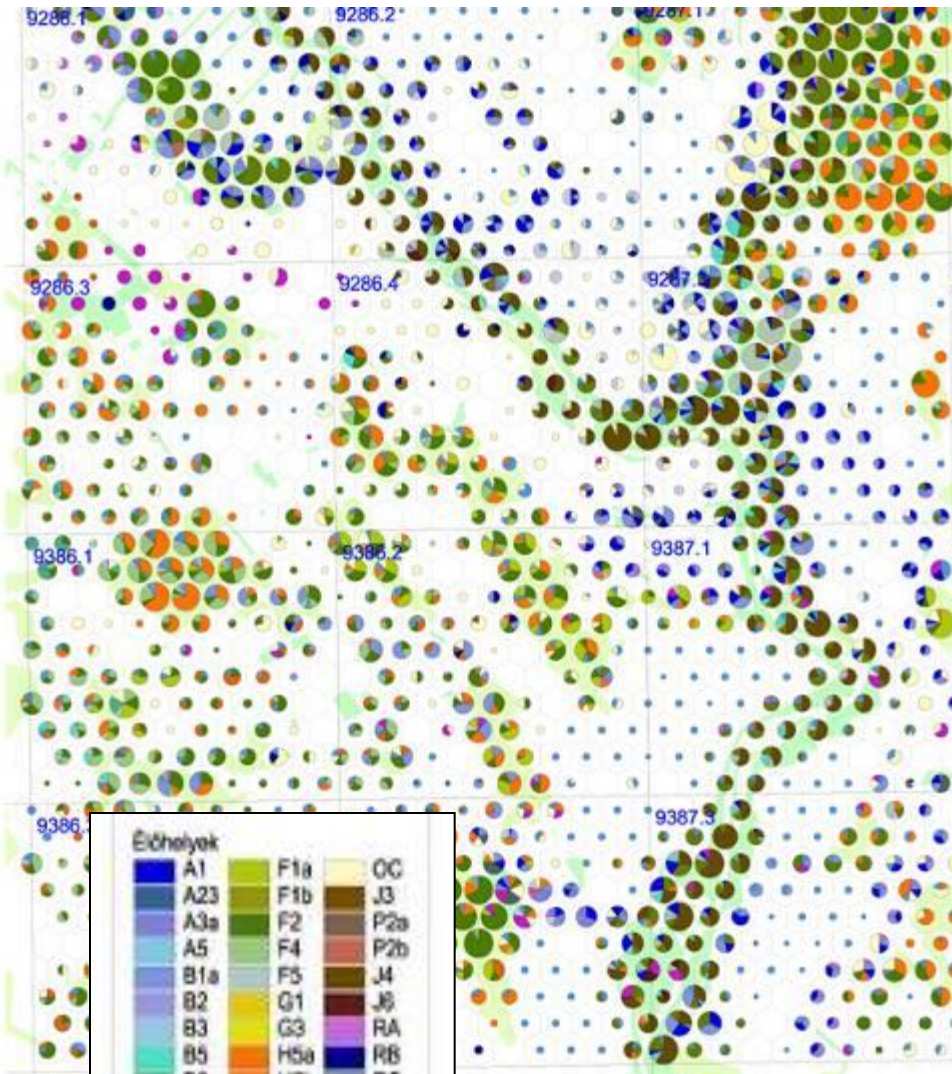 9286.1 9286.2 9287.1
9286.3 9286.4
9386.1 9386.2 9387.1
9387.3
Élőhelyek
A1 F1a OC
A23 F1b J3
A3a F2 P2a
A5 F4 P2b
B1a F5 J4
B2 G1 J6
B3 G3 RA
B5 H5a RB